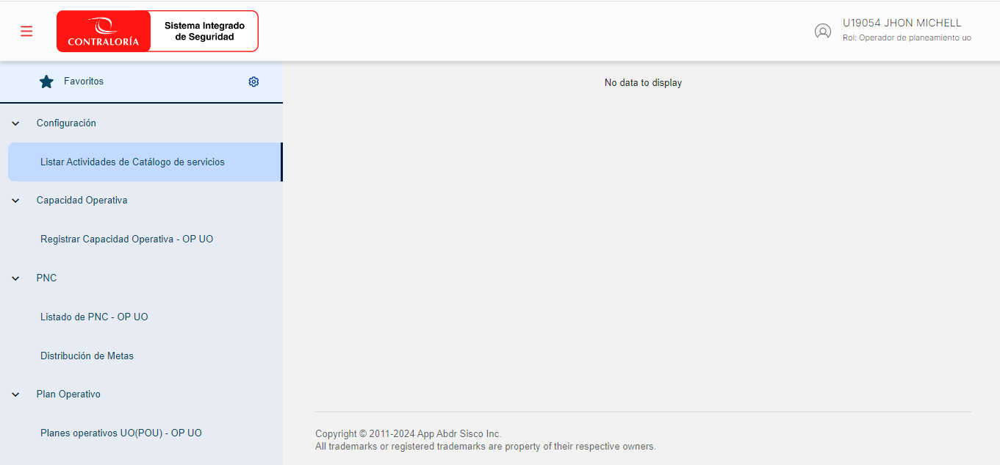 CONTRALORÍA
Sistema Integrado
de Seguridad
U19054 JHON MICHELL
Rol: Operador de planeamiento uo
Favoritos
No data to display
Configuración
Listar Actividades de Catálogo de servicios
Capacidad Operativa
Registrar Capacidad Operativa - OP UO
PNC
Listado de PNC - OP UO
Distribución de Metas
Plan Operativo
Planes operativos UO(POU) - OP UO
Copyright © 2011-2024 App Abdr Sisco Inc.
All trademarks or registered trademarks are property of their respective owners.